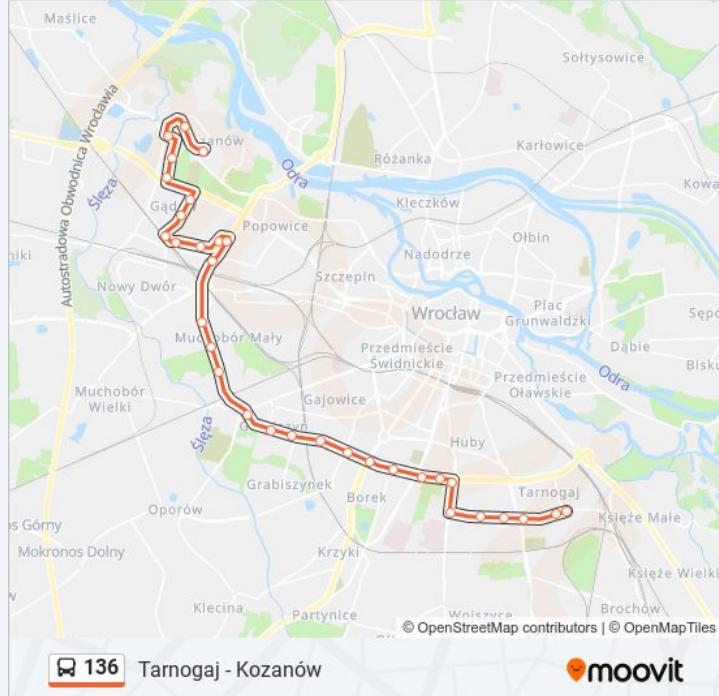 Maślice
Sołtysowice
Autostradowa Obwodnica Wrocławia
Kozanów
Karłowice
Odra
Różanka
Ślęza
Kowa
Kleczków
Popowice
Ołbin
Nadodrze
niki
Szczepin
Nowy Dwór
Plac
Grunwaldzki
Wrocław
Sępo
Muchobór Mały
Dąbie
Przedmieście
Świdnickie
Bisku
Przedmieście
Oławskie
Odra
Muchobór
Wielki
Gajowice
Ślęza
Huby
Grabiszynek
Borek
Tarnogaj
Oporów
Księże Małe
os Górny
Mokronos Dolny
Krzyki
Księże Wielki
Klecina
Partynice
Wojszyce
Brochów
© OpenStreetMap contributors | © OpenMapTiles
136 Tarnogaj - Kozanów
moovit